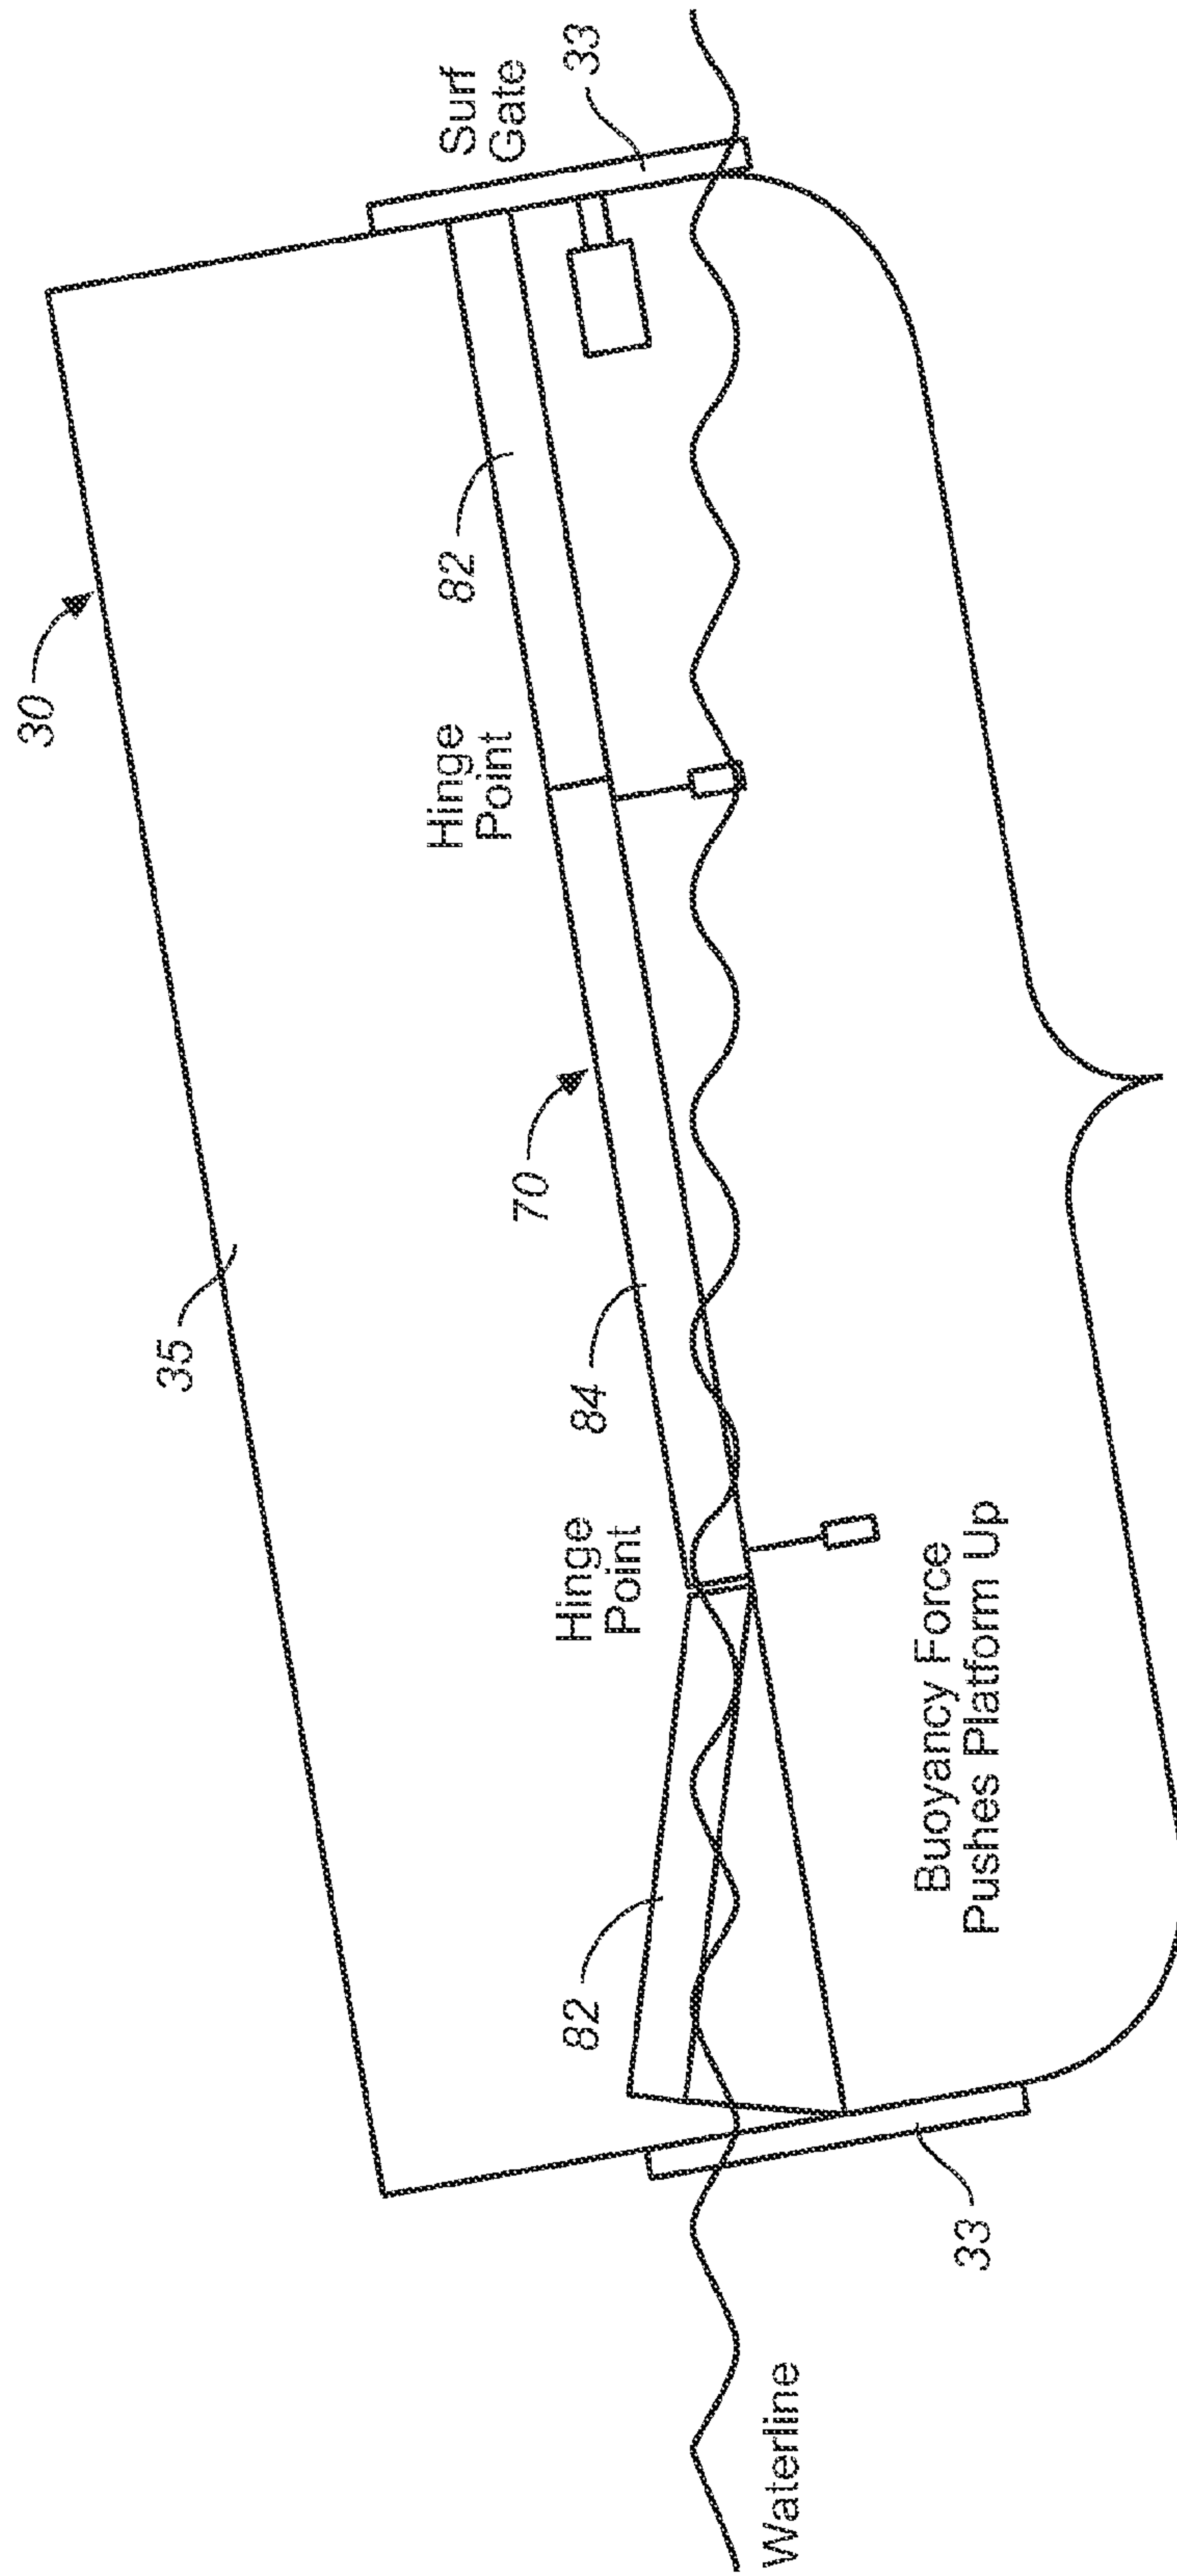 30
35
Surf
Gate
33
82
Hinge
Point
70
84
Hinge
Point
82
Buoyancy Force
Pushes Platform Up
33
Waterline